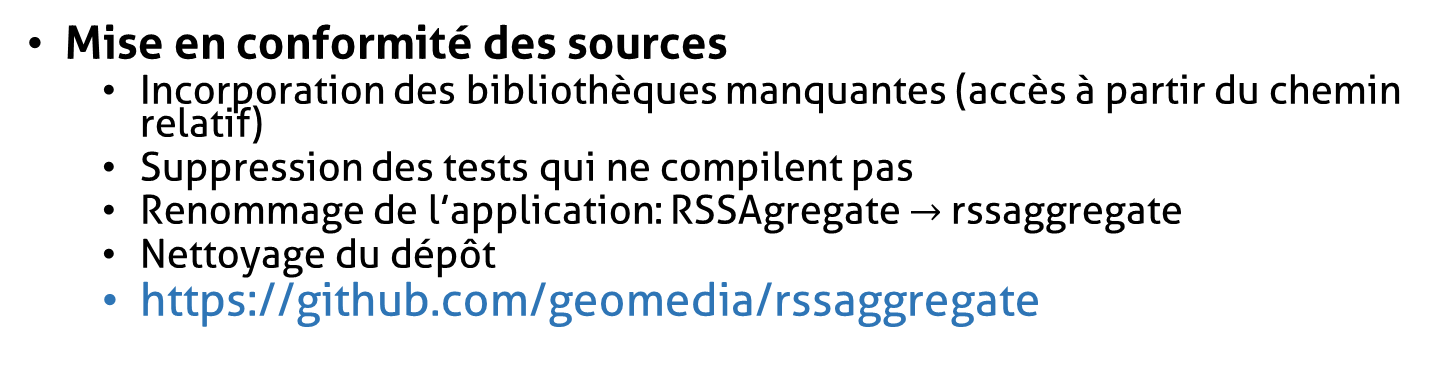 • Mise en conformité des sources
• Incorporation des bibliothèques manquantes (accès à partir du chemin
relatif)
• Suppression des tests qui ne compilent pas
• Renommage de l’application: RSSAgregate → rssaggregate
• Nettoyage du dépôt
• https://github.com/geomedia/rssaggregate